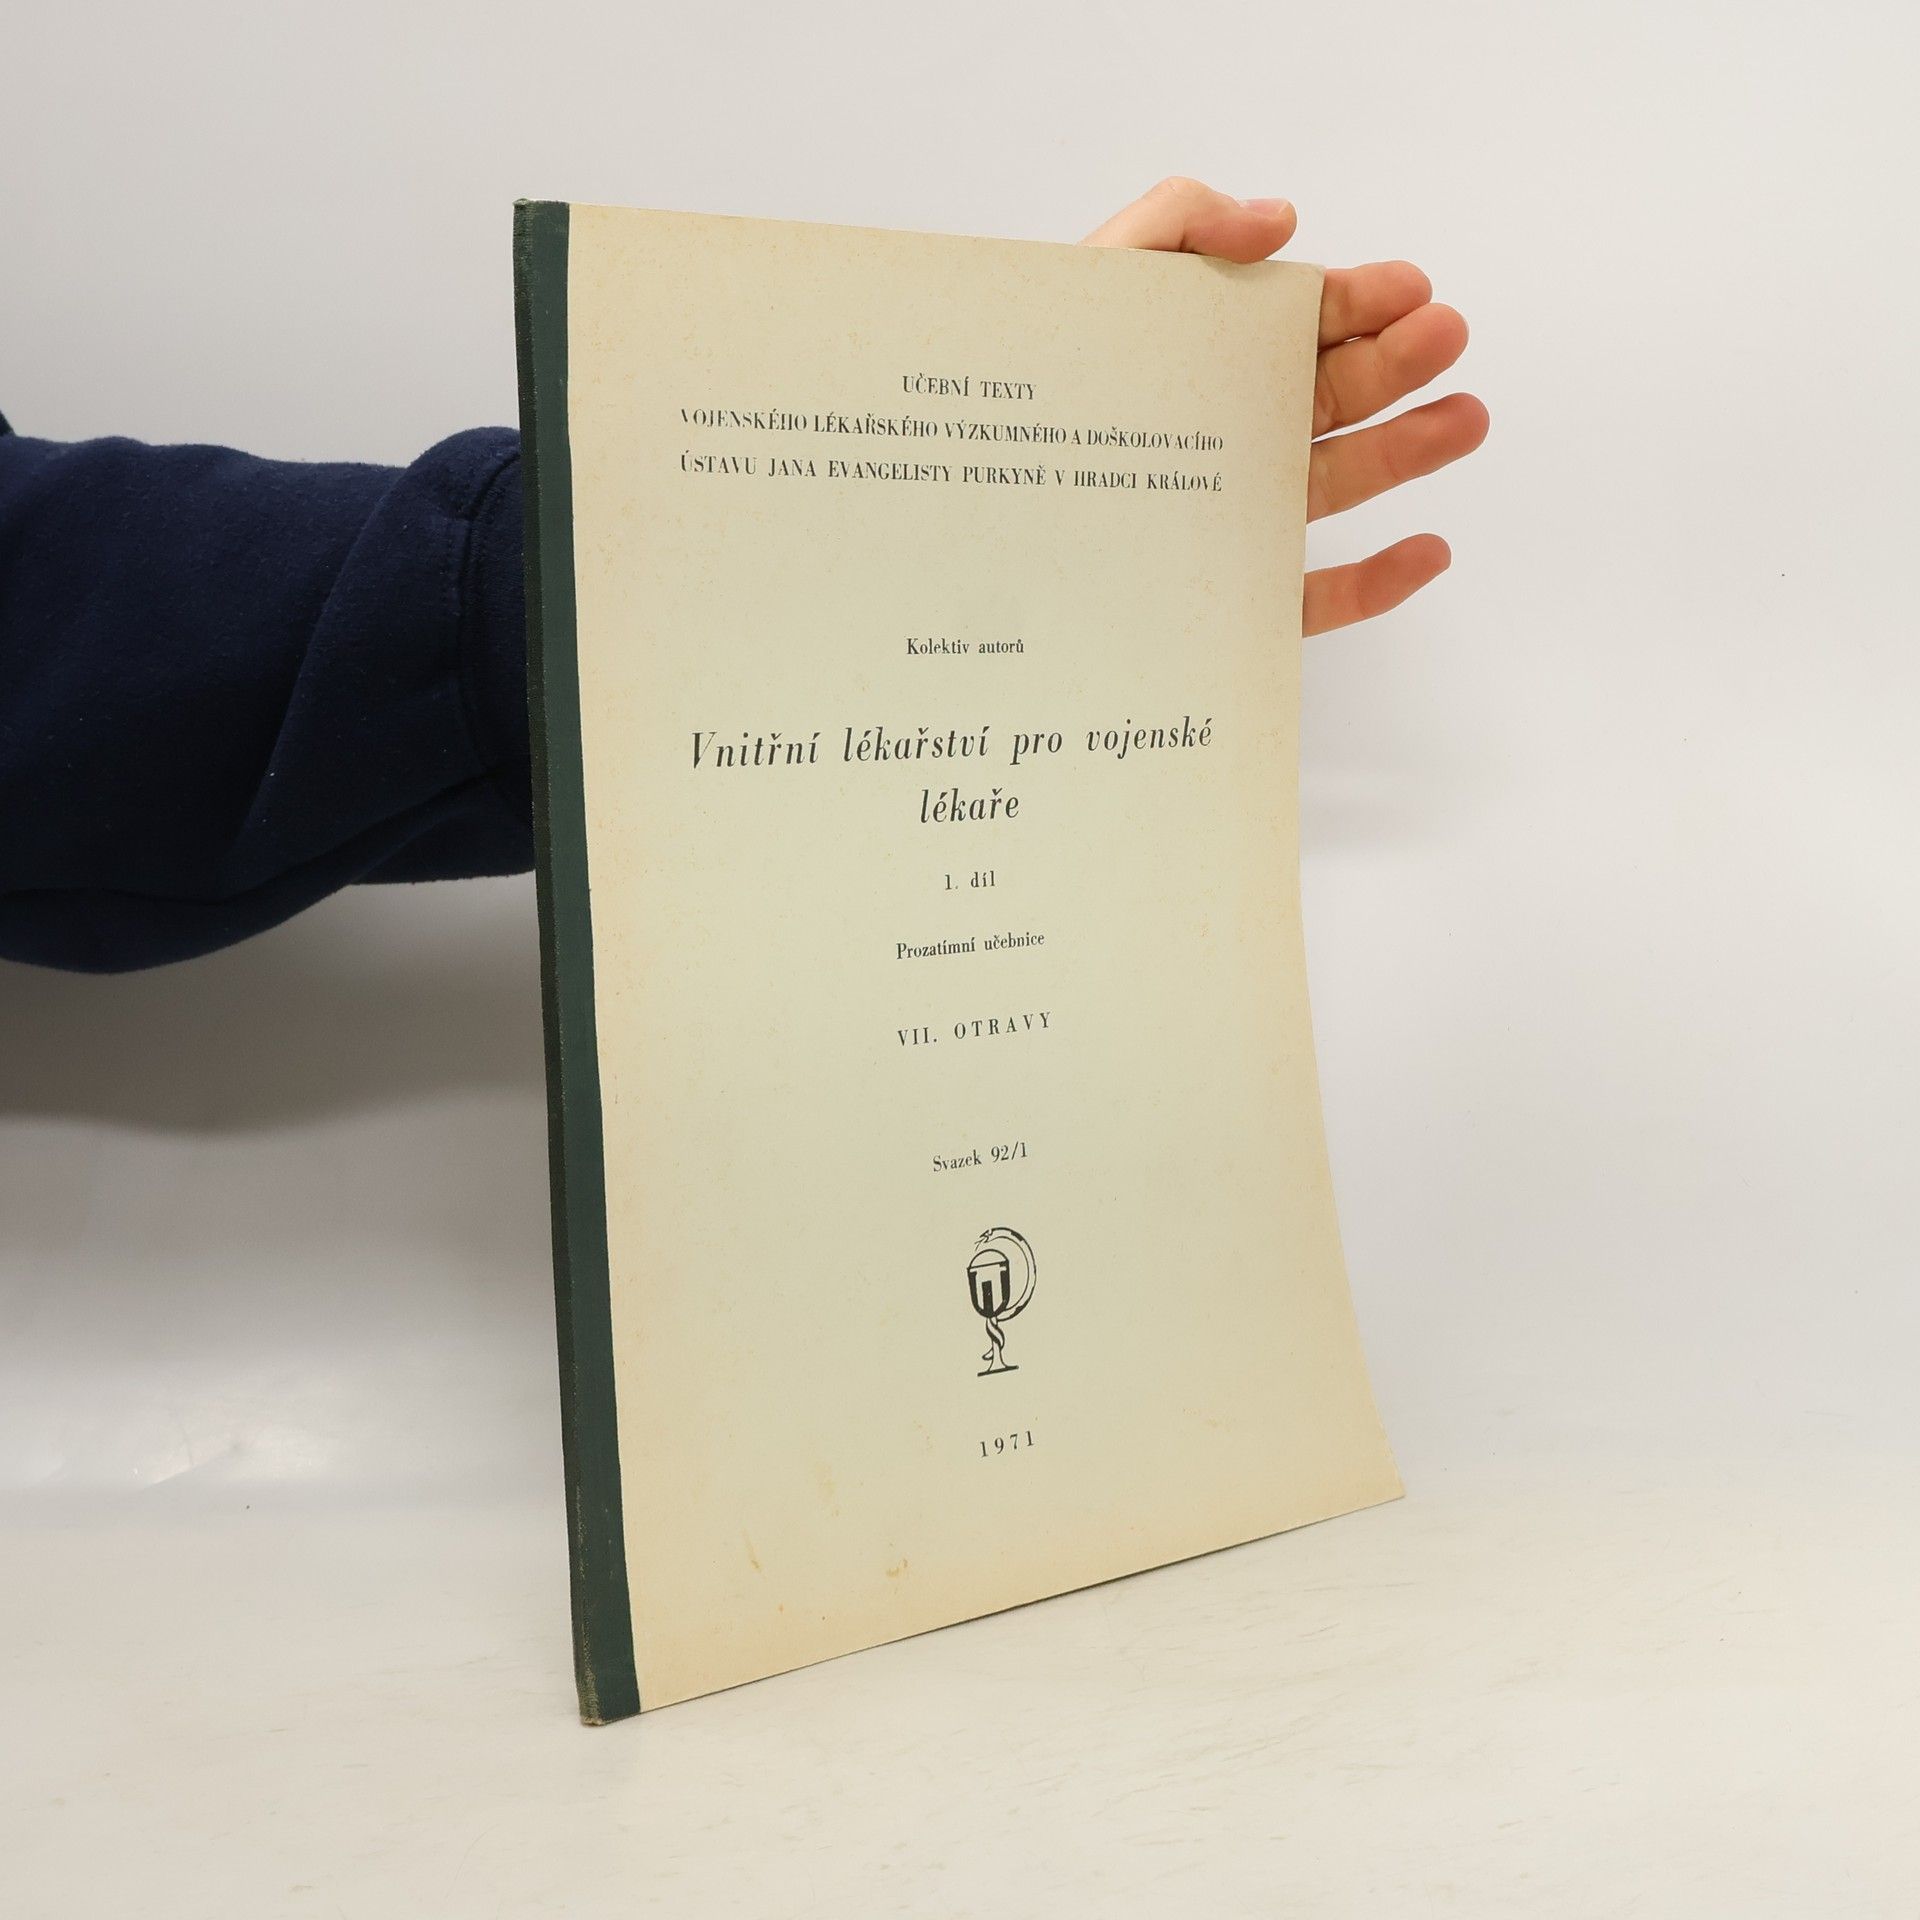 UČEBNÍ TEXTY
VOJENSKÉHO LÉKAŘSKÉHO VÝZKUMNÉHO A DOŠKOLOVACÍHO
ÚSTAVU JANA EVANGELISTY PURKYNĚ V HRADCI KRÁLOVÉ
Kolektiv autorů
Vnitřní lékařství pro vojenské
lékaře
1. díl
Prozatímní učebnice
VII. OTRAVY
Svazek 92/1
1971